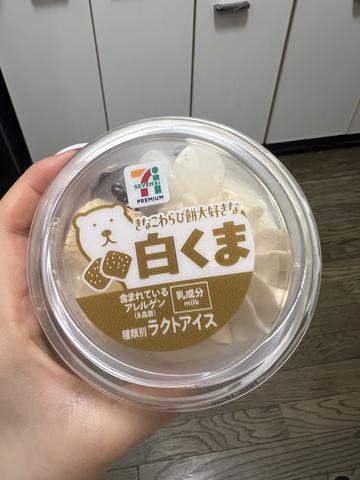 7
SEVEN&i
PREMIUM
きなこわらび餅大好きな
白くま
含まれている
アレルゲン
(8品目)
乳成分
milk
種類別 ラクトアイス